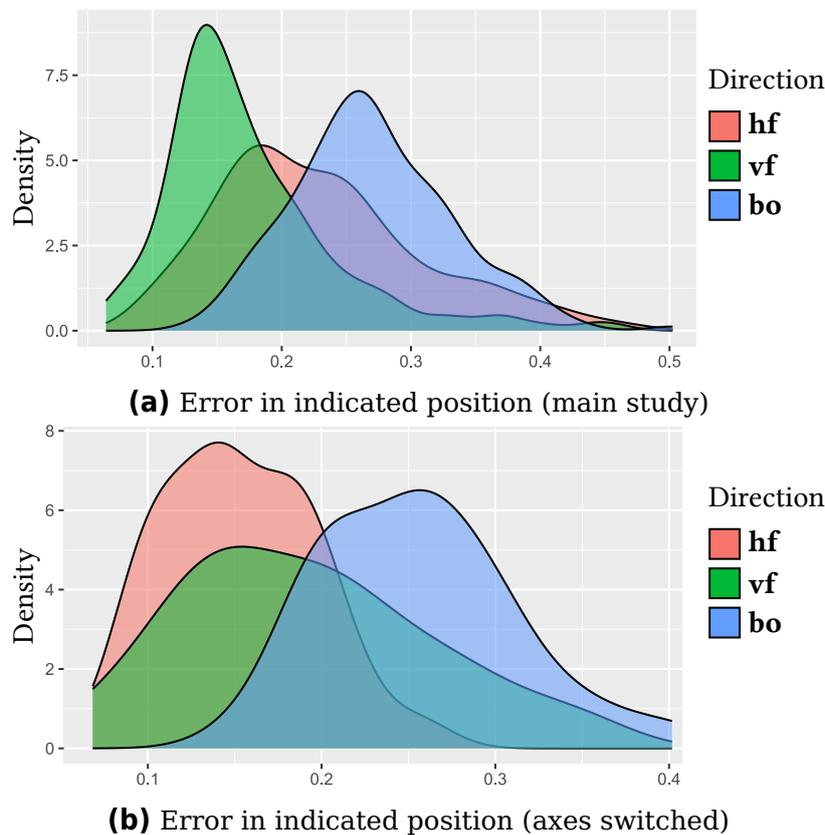 Density
7.5
5.0
2.5
0.0
0.1 0.2 0.3 0.4 0.5
Direction
hf
vf
bo
(a) Error in indicated position (main study)
Density
8
6
4
2
0
0.1 0.2 0.3 0.4
Direction
hf
vf
bo
(b) Error in indicated position (axes switched)